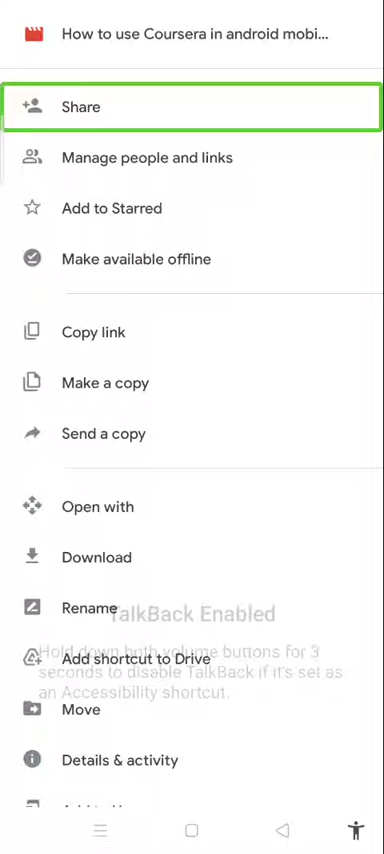 How to use Coursera in android mobi...
Share
Manage people and links
Add to Starred
Make available offline
Copy link
Make a copy
Send a copy
Open with
Download
Rename
TalkBack Enabled
Hold down both volume buttons for 3
Add shortcut to Drive
seconds to disable TalkBack if it's set as
an Accessibility shortcut.
Move
Details & activity